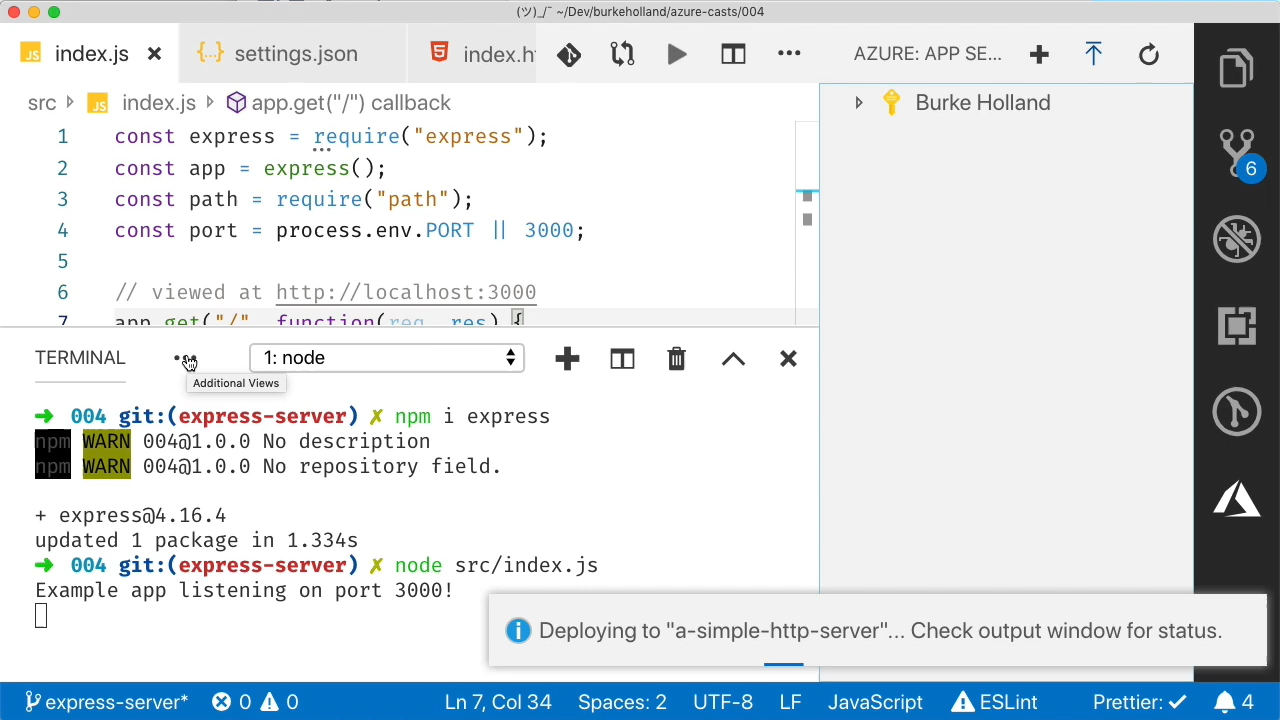 (ツ)_/¯ ~/Dev/burkeholland/azure-casts/004
JS index.js {..} settings.json 5 index.h
AZURE: APP SE...
src JS index.js app.get("/") callback
Burke Holland
1 const express = require("express");
2 const app = express();
3 const path = require("path");
4 const port = process.env.PORT || 3000;
5
6 // viewed at http://localhost:3000
7 app.get("/", function(req, res) {
6
TERMINAL ••• 1: node
Additional Views
➜ 004 git:(express-server) ✗ npm i express
npm WARN 004@1.0.0 No description
npm WARN 004@1.0.0 No repository field.
+ express@4.16.4
updated 1 package in 1.334s
➜ 004 git:(express-server) ✗ node src/index.js
Example app listening on port 3000!
Deploying to "a-simple-http-server"... Check output window for status.
express-server* 0 0 Ln 7, Col 34 Spaces: 2 UTF-8 LF JavaScript ESLint Prettier: ✓ 4